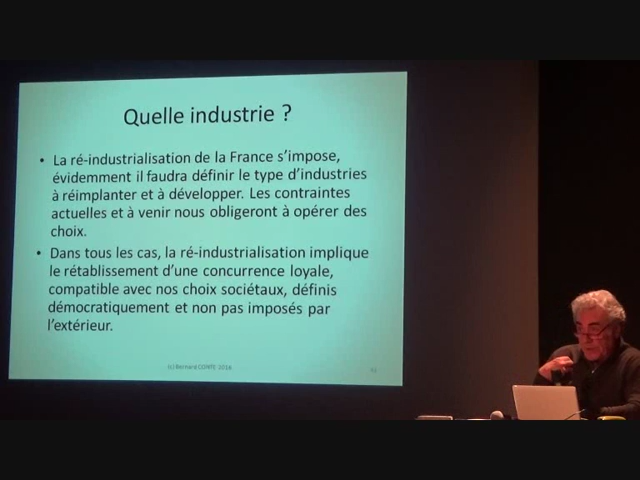 Quelle industrie ?
• La ré-industrialisation de la France s'impose,
évidemment il faudra définir le type d'industries
à réimplanter et à développer. Les contraintes
actuelles et à venir nous obligeront à opérer des
choix.
• Dans tous les cas, la ré-industrialisation implique
le rétablissement d'une concurrence loyale,
compatible avec nos choix sociétaux, définis
démocratiquement et non pas imposés par
l'extérieur.
(c) Bernard CONTE 2016